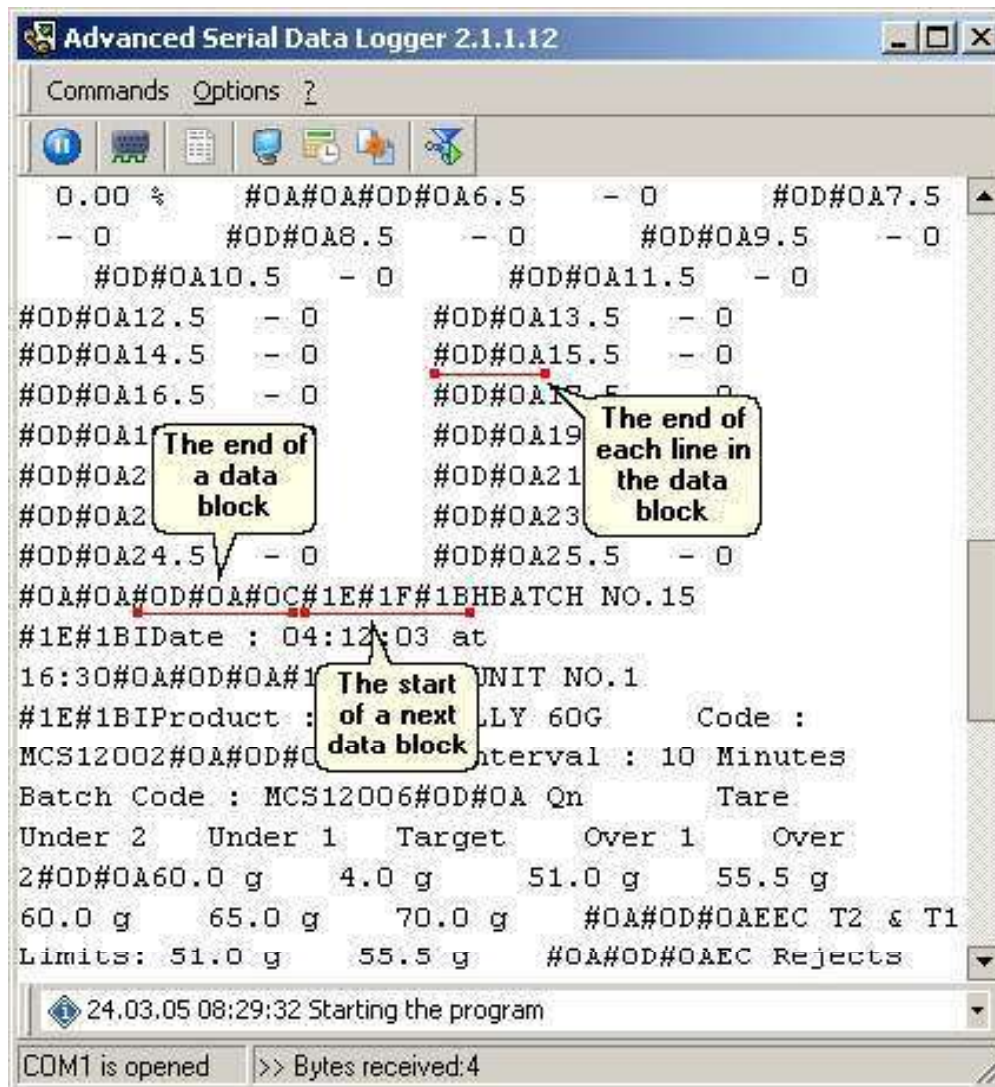 Advanced Serial Data Logger 2.1.1.12
Commands Options ?
0.00 % #0A#0A#0D#0A6.5 - 0 #0D#0A7.5
- 0 #0D#0A8.5 - 0 #0D#0A9.5 - 0
#0D#0A10.5 - 0 #0D#0A11.5 - 0
#0D#0A12.5 - 0 #0D#0A13.5 - 0
#0D#0A14.5 - 0 #0D#0A15.5 - 0
#0D#0A16.5 - 0
The end of
each line in
the data
block
#0D#0A19
The end of
a data
block
#0D#0A21
#0D#0A23
#0D#0A24.5 - 0 #0D#0A25.5 - 0
#0A#0A#0D#0A#0C#1E#1F#1BHBATCH NO.15
#1E#1BIDate : 04:12:03 at
16:30#0A#0D#0A#1 UNIT NO.1
The start
of a next
data block
#1E#1BIProduct : LLY 60G Code :
MCS12002#0A#0D#0 nterval : 10 Minutes
Batch Code : MCS12006#0D#0A Qn Tare
Under 2 Under 1 Target Over 1 Over
2#0D#0A60.0 g 4.0 g 51.0 g 55.5 g
60.0 g 65.0 g 70.0 g #0A#0D#0AEEC T2 & T1
Limits: 51.0 g 55.5 g #0A#0D#0AEC Rejects
24.03.05 08:29:32 Starting the program
COM1 is opened >> Bytes received:4